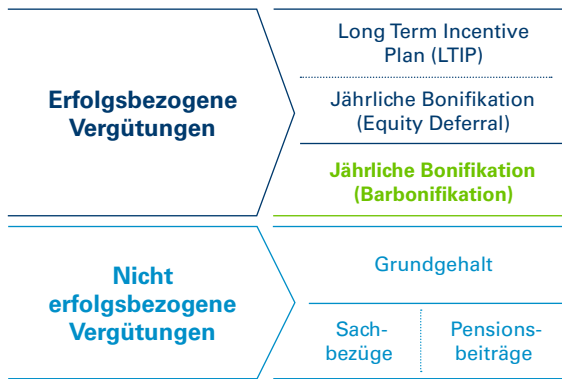 Erfolgsbezogene
Vergütungen
Long Term Incentive
Plan (LTIP)
Jährliche Bonifikation
(Equity Deferral)
Jährliche Bonifikation
(Barbonifikation)
Nicht
erfolgsbezogene
Vergütungen
Grundgehalt
Sach-
bezüge
Pensions-
beiträge